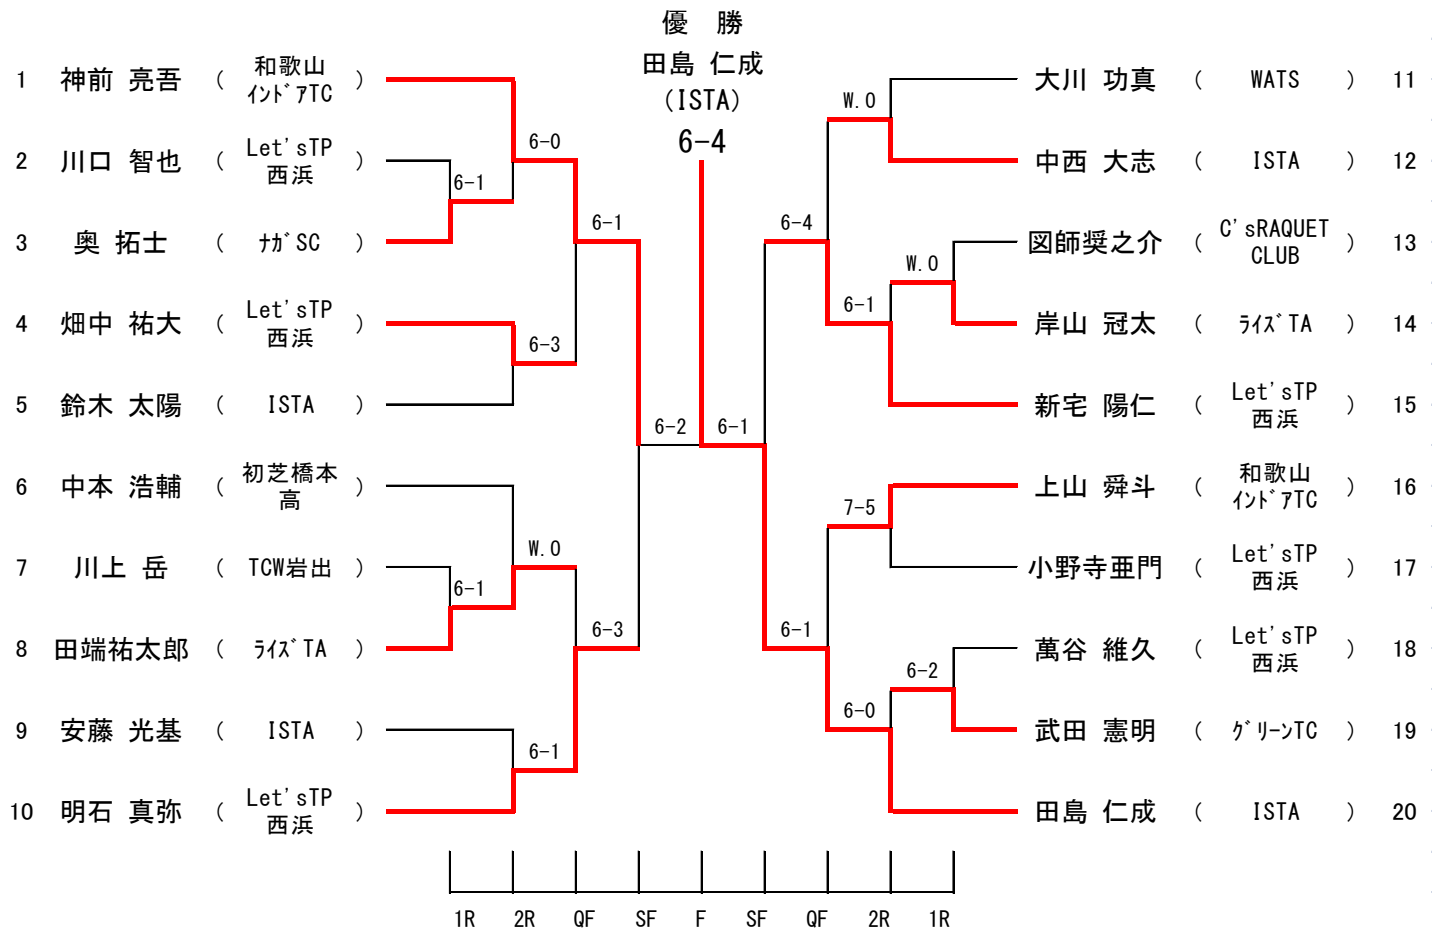 優 勝
田島 仁成
(ISTA)
6-4
1 神前 亮吾 ( 和歌山 ｲﾝﾄﾞｱTC )
2 川口 智也 ( Let'sTP 西浜 )
3 奥 拓士 ( ﾅｶﾞSC )
4 畑中 祐大 ( Let'sTP 西浜 )
5 鈴木 太陽 ( ISTA )
6 中本 浩輔 ( 初芝橋本 高 )
7 川上 岳 ( TCW岩出 )
8 田端祐太郎 ( ﾗｲｽﾞTA )
9 安藤 光基 ( ISTA )
10 明石 真弥 ( Let'sTP 西浜 )
6-1
6-1
6-0
6-3
W.O
6-1
6-1
6-3
6-2
6-1
6-4
6-1
W.O
6-1
7-5
6-0
W.O
6-2
大川 功真 ( WATS ) 11
中西 大志 ( ISTA ) 12
図師奨之介 ( C'sRAQUET CLUB ) 13
岸山 冠太 ( ﾗｲｽﾞTA ) 14
新宅 陽仁 ( Let'sTP 西浜 ) 15
上山 舜斗 ( 和歌山 ｲﾝﾄﾞｱTC ) 16
小野寺亜門 ( Let'sTP 西浜 ) 17
萬谷 維久 ( Let'sTP 西浜 ) 18
武田 憲明 ( ｸﾞﾘｰﾝTC ) 19
田島 仁成 ( ISTA ) 20
1R 2R QF SF F SF QF 2R 1R